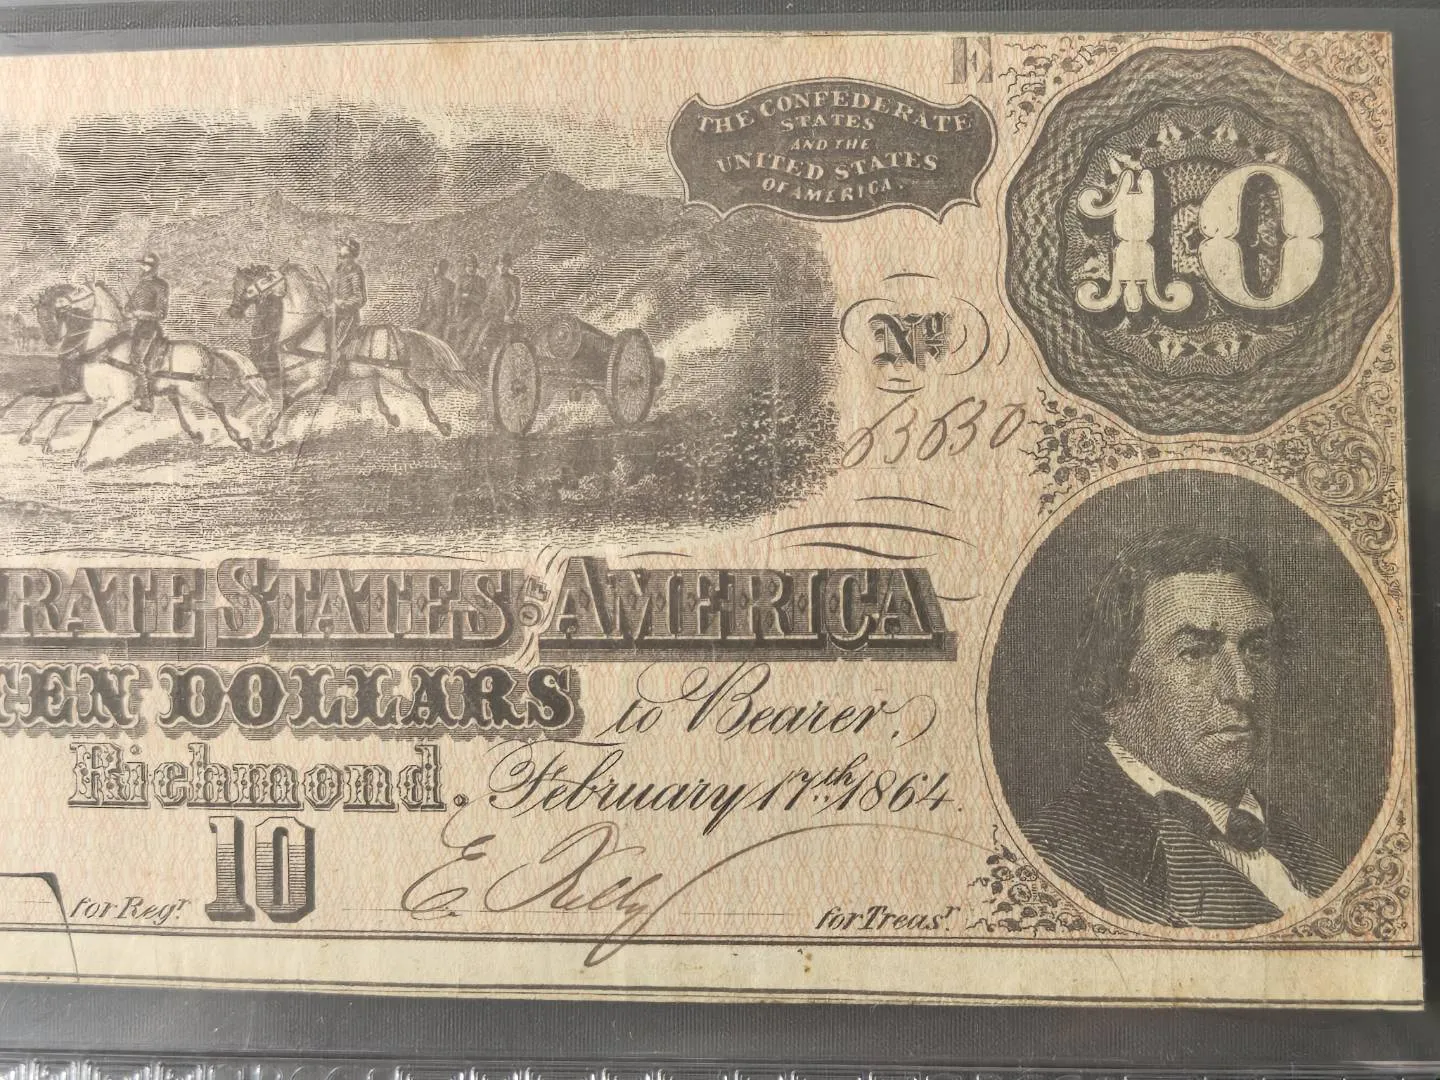 E
THE CONFEDERATE
STATES
AND THE
UNITED STATES
OF AMERICA.
10
No
63630
RATE STATES OF AMERICA
TEN DOLLARS to Bearer.
Richmond. February 17th 1864.
10
for Regr. E. Kelly for Treasr.